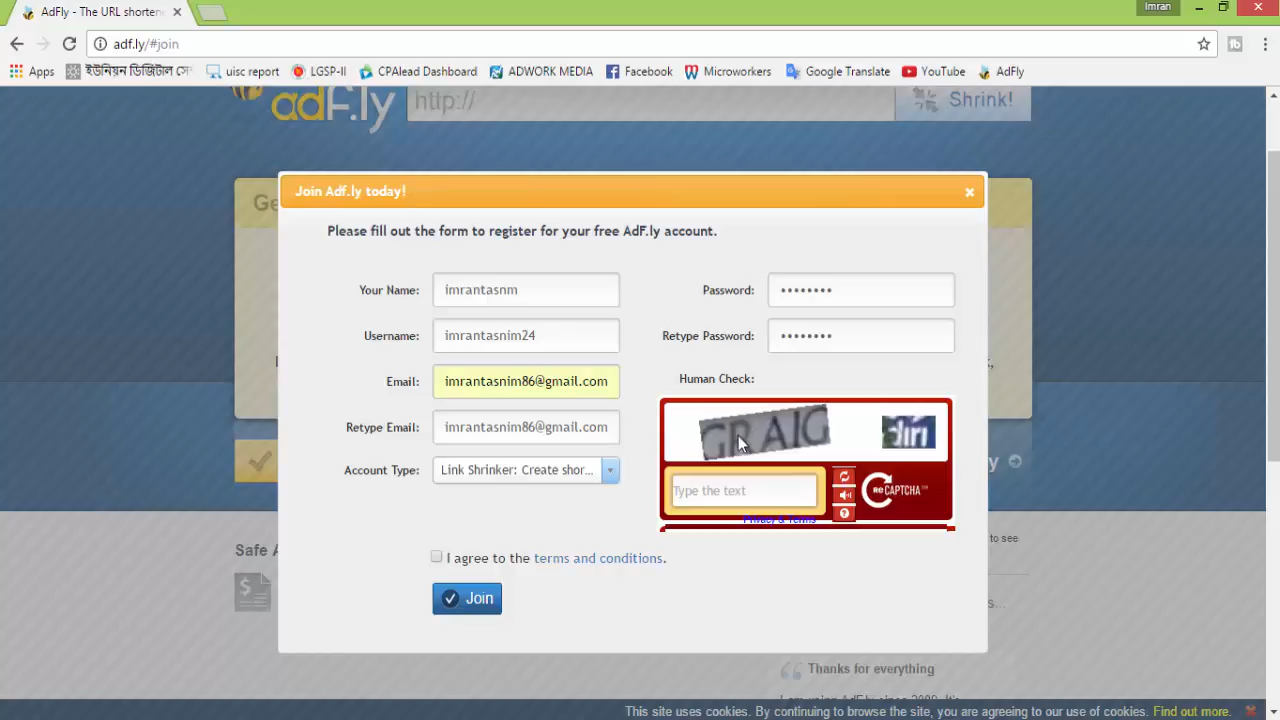 AdFly - The URL shorten
Imran
adf.ly/#join
Apps
ইউনিয়ন ডিজিটাল সে
uisc report
LGSP-II
CPAlead Dashboard
ADWORK MEDIA
Facebook
Microworkers
Google Translate
YouTube
AdFly
adf.ly
http://
Shrink!
Ge
Join Adf.ly today!
Please fill out the form to register for your free AdF.ly account.
Your Name: imrantasnm
Password: ••••••••
Username: imrantasnim24
Retype Password: ••••••••
Email: imrantasnim86@gmail.com
Human Check:
Retype Email: imrantasnim86@gmail.com
Account Type: Link Shrinker: Create shor...
Type the text
reCAPTCHA
Privacy & Terms
I agree to the terms and conditions.
Join
Safe A
to see
s...
Thanks for everything
This site uses cookies. By continuing to browse the site, you are agreeing to our use of cookies. Find out more.